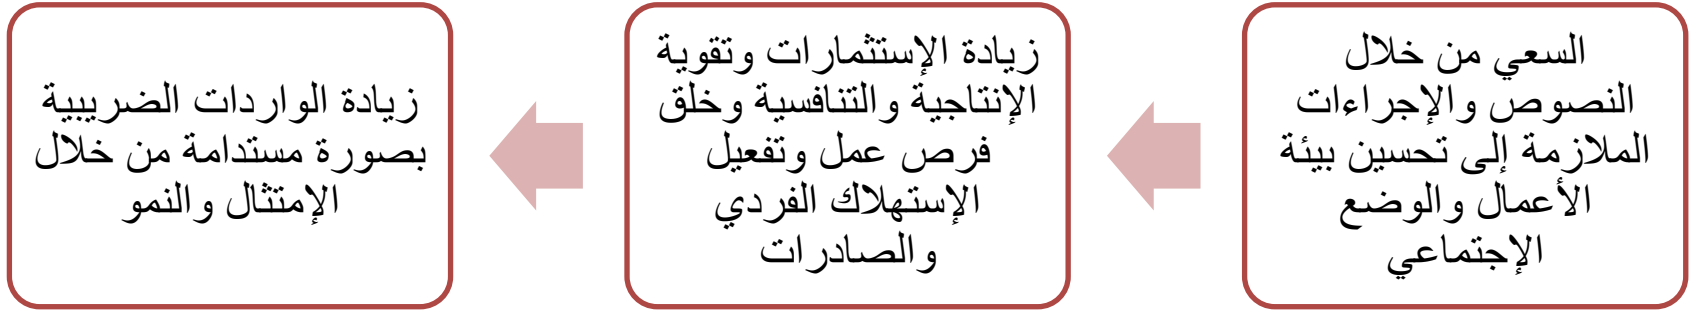 السعي من خلال
النصوص والإجراءات
الملازمة إلى تحسين بيئة
الأعمال والوضع
الإجتماعي
زيادة الإستثمارات وتقوية
الإنتاجية والتنافسية وخلق
فرص عمل وتفعيل
الإستهلاك الفردي
والصادرات
زيادة الواردات الضريبية
بصورة مستدامة من خلال
الإمتثال والنمو